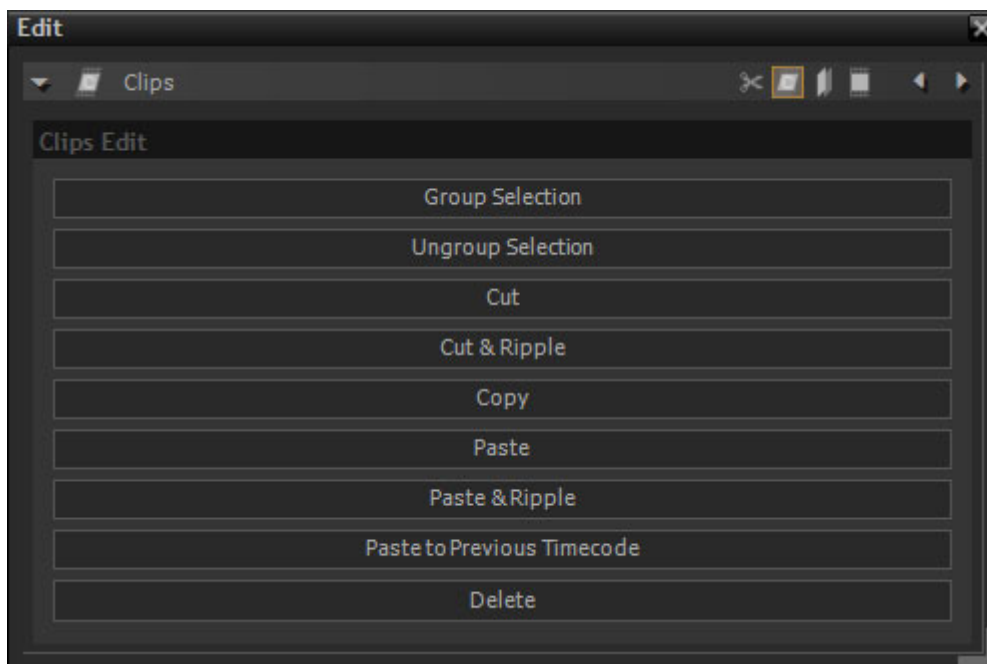 Edit
Clips
Clips Edit
Group Selection
Ungroup Selection
Cut
Cut & Ripple
Copy
Paste
Paste & Ripple
Paste to Previous Timecode
Delete